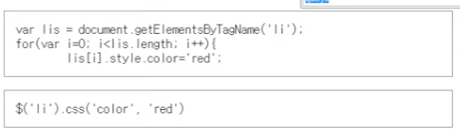 var lis = document.getElementsByTagName('li');
for(var i=0; i<lis.length; i++){
lis[i].style.color='red';
$('li').css('color', 'red')